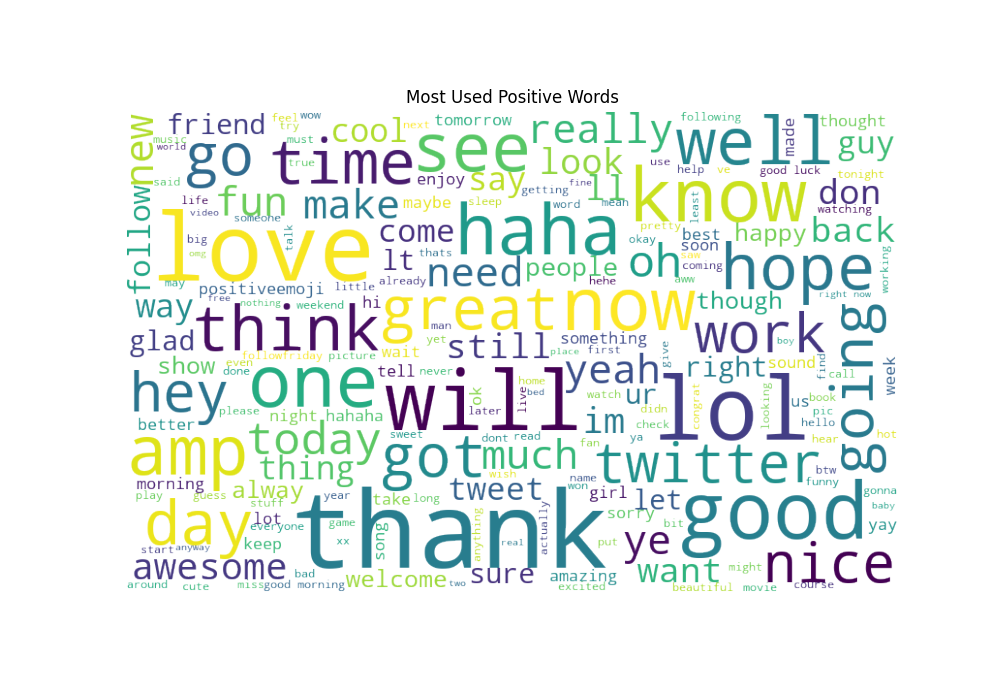 Most Used Positive Words
new
music
world
friend
feel
wow
try
cool
next
tomorrow
really
following
well
made
thought
guy
go
time
must
true
see
look
use
help
ve
good luck
tonight
said
follow
life
fun
make
enjoy
say
getting
fine
ll
mean
know
don
watching
video
someone
maybe
sleep
word
pretty
least
big
omg
love
talk
come
haha
okay
best
soon
happy
back
lt
thats
oh
saw
coming
hope
working
may
positiveemoji
little
already
need
people
hehe
aww
right now
way
free
nothing
weekend
hi
great
now
though
glad
think
man
yet
still
something
work
boy
followfriday
picture
wait
place
first
give
show
even
done
one
tell
never
yeah
right
sound
find
call
week
going
hey
will
ok
later
live
home
bed
watch
ur
lol
congrat
looking
us
book
pic
hello
better
please
night
hahaha
im
didn
check
amp
today
sweet
got
dont
read
much
fan
ya
twitter
hear
hot
btw
funny
thing
wish
morning
alway
year
take
long
tweet
name
won
girl
let
good
gonna
baby
play
guess
stuff
day
lot
everyone
game
thank
song
anything
actually
sorry
bit
yay
start
anyway
keep
xx
real
put
ye
nice
awesome
bad
welcome
two
sure
amazing
excited
want
might
around
cute
miss
good morning
beautiful
movie
course